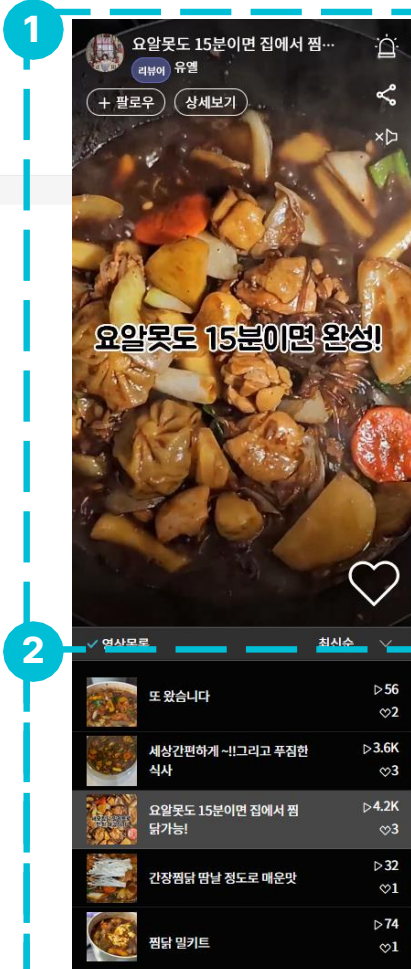 1
요알못도 15분이면 집에서 찜…
리뷰어 유엘
+ 팔로우 상세보기
요알못도 15분이면 완성!
2
영상목록 최신순
또 왔습니다 56
2
세상간편하게 ~!!그리고 푸짐한 3.6K
식사 3
요알못도 15분이면 집에서 찜 4.2K
닭가능! 3
간장찜닭 땀날 정도로 매운맛 32
1
찜닭 밀키트 74
1